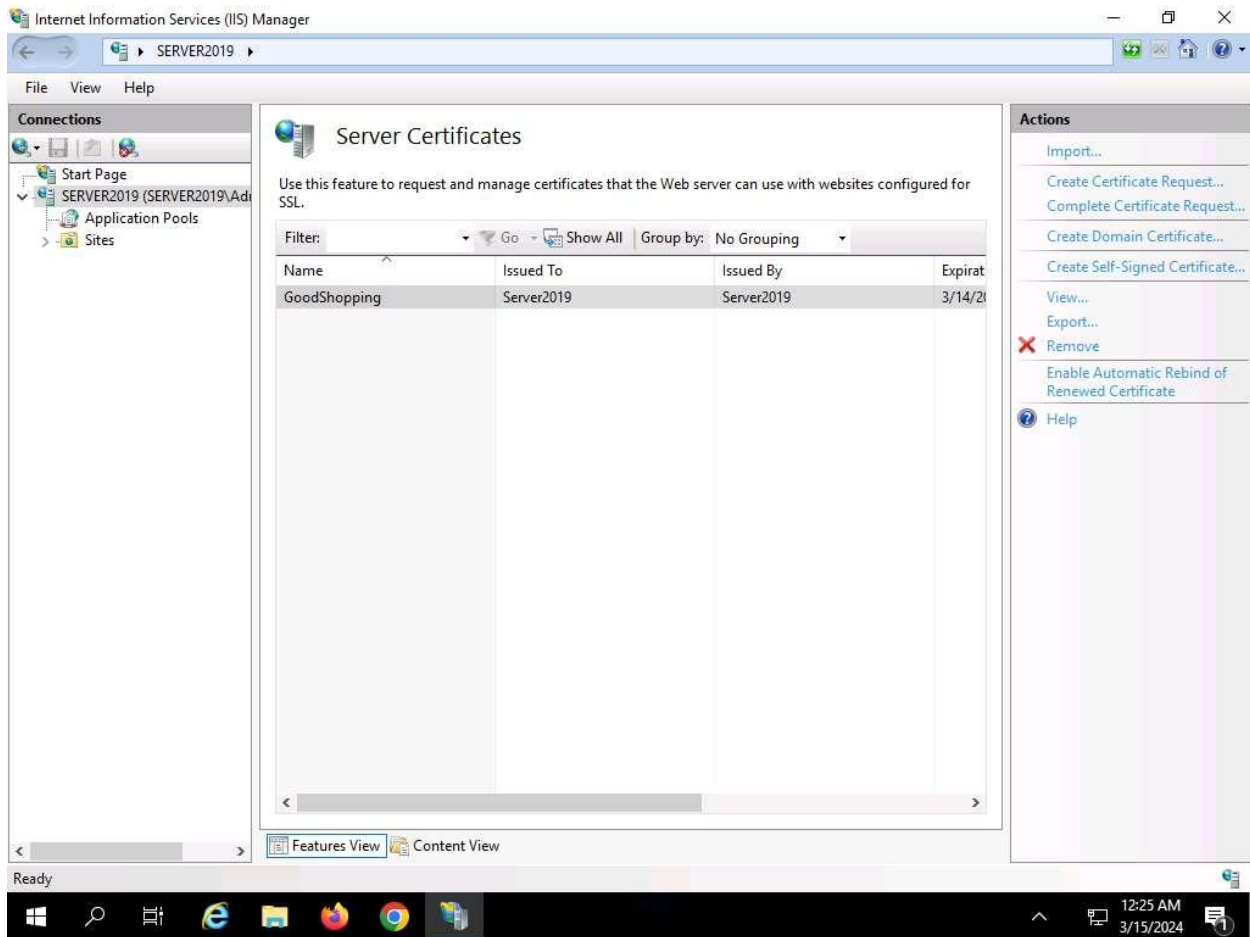 Internet Information Services (IIS) Manager
SERVER2019
File View Help
Connections
Start Page
SERVER2019 (SERVER2019\Adı
Application Pools
Sites
Server Certificates
Use this feature to request and manage certificates that the Web server can use with websites configured for
SSL.
Filter: Go Show All Group by: No Grouping
Name Issued To Issued By Expirat
GoodShopping Server2019 Server2019 3/14/20
Features View Content View
Actions
Import...
Create Certificate Request...
Complete Certificate Request...
Create Domain Certificate...
Create Self-Signed Certificate...
View...
Export...
Remove
Enable Automatic Rebind of
Renewed Certificate
Help
Ready
12:25 AM
3/15/2024
1